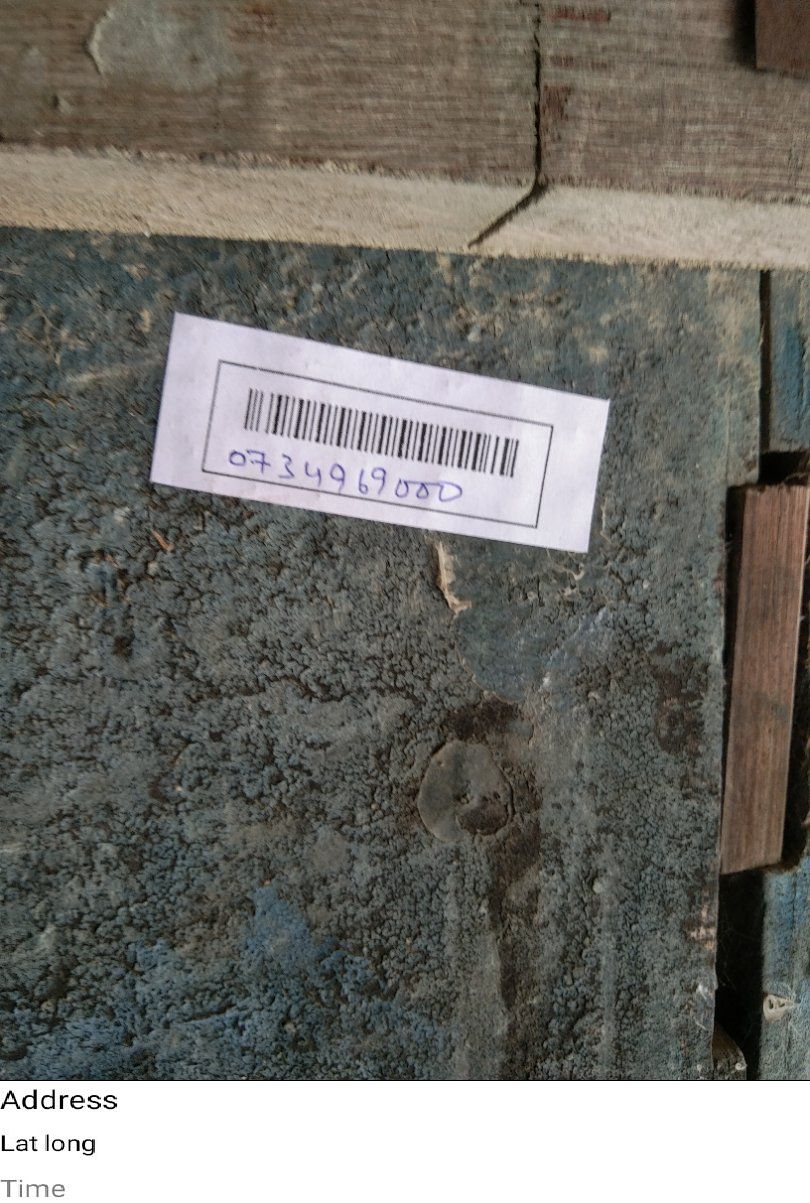 0734969000
Address
Lat long
Time